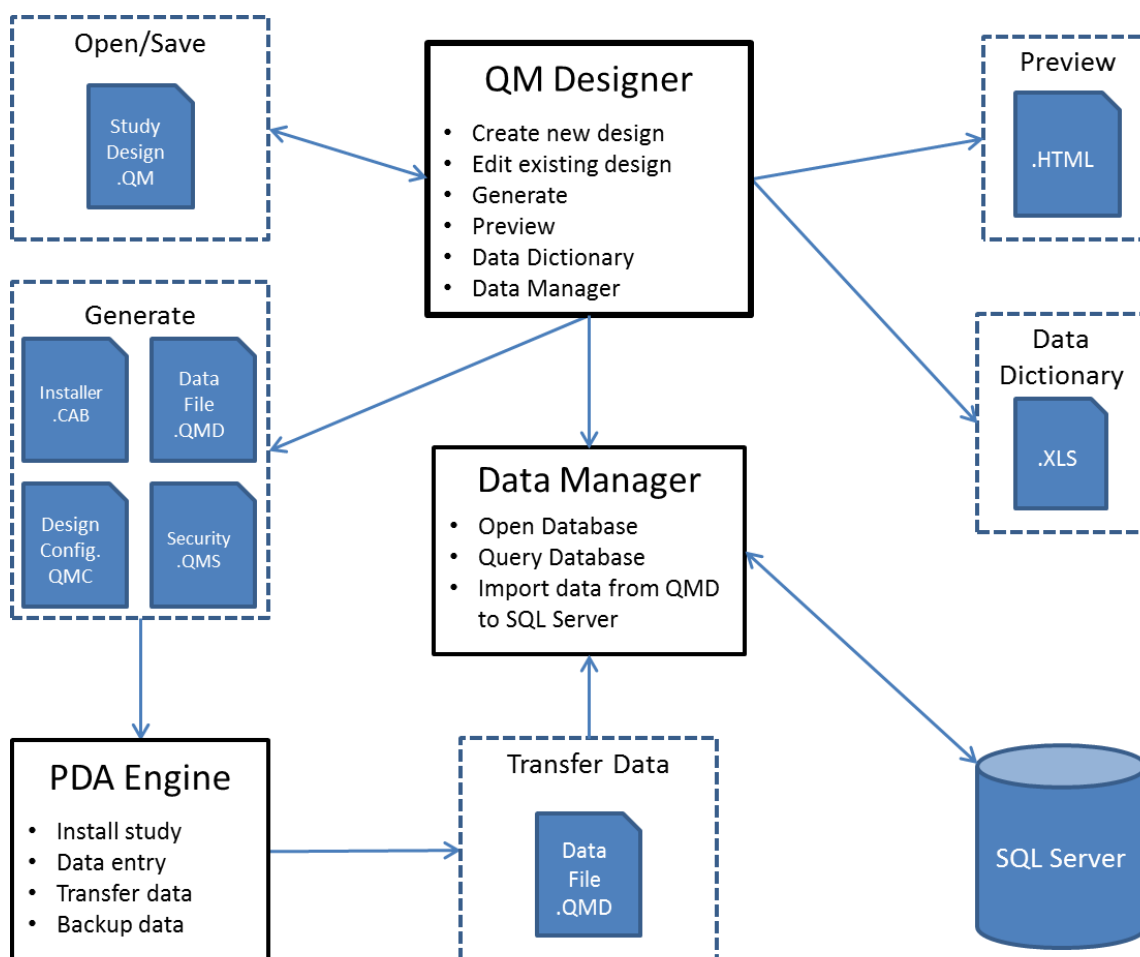 Open/Save
Study
Design
.QM
QM Designer
• Create new design
• Edit existing design
• Generate
• Preview
• Data Dictionary
• Data Manager
Preview
.HTML
Generate
Installer
.CAB
Data
File
.QMD
Design
Config.
QMC
Security
.QMS
Data
Dictionary
.XLS
Data Manager
• Open Database
• Query Database
• Import data from QMD
to SQL Server
PDA Engine
• Install study
• Data entry
• Transfer data
• Backup data
Transfer Data
Data
File
.QMD
SQL Server